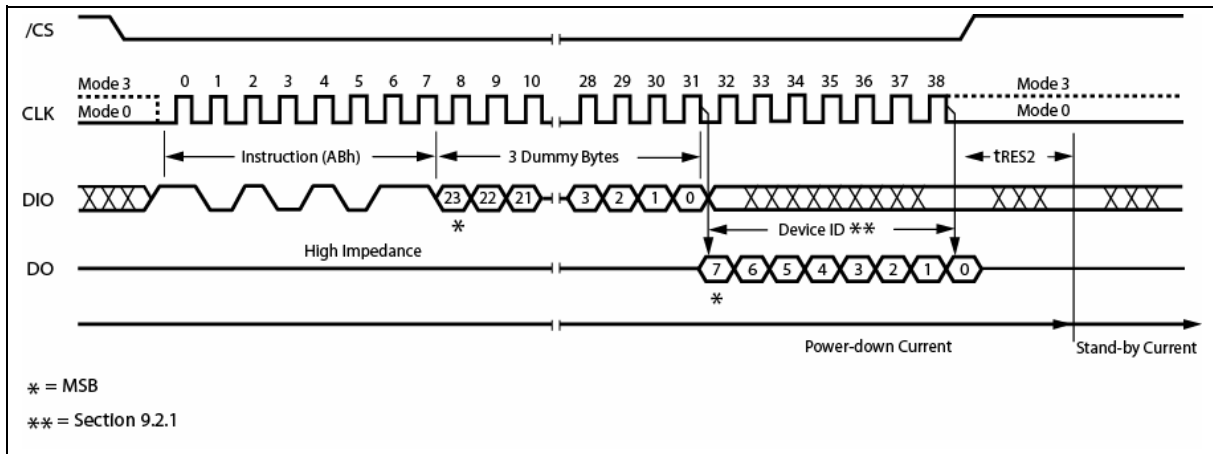 /CS
0 1 2 3 4 5 6 7 8 9 10 28 29 30 31 32 33 34 35 36 37 38
Mode 3 Mode 3
CLK Mode 0 Mode 0
Instruction (ABh) 3 Dummy Bytes tRES2
DIO 23 22 21 3 2 1 0
* Device ID **
High Impedance
DO 7 6 5 4 3 2 1 0
*
Power-down Current Stand-by Current
* = MSB
** = Section 9.2.1